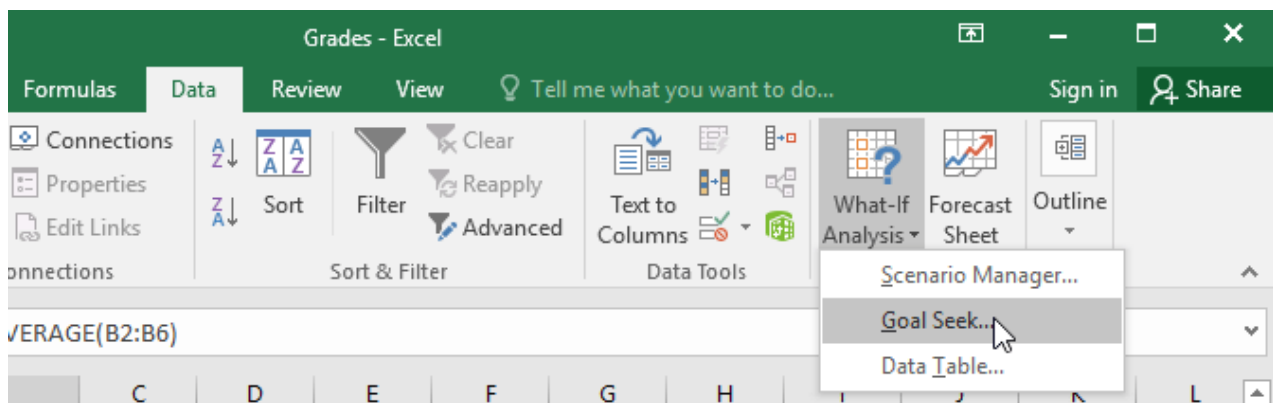 Grades - Excel
Formulas Data Review View Tell me what you want to do... Sign in Share
Connections
Properties
Edit Links
onnections
Sort
Filter
Clear
Reapply
Advanced
Sort & Filter
Text to
Columns
Data Tools
What-If
Analysis
Forecast
Sheet
Outline
Scenario Manager...
Goal Seek...
Data Table...
VERAGE(B2:B6)
C D E F G H L